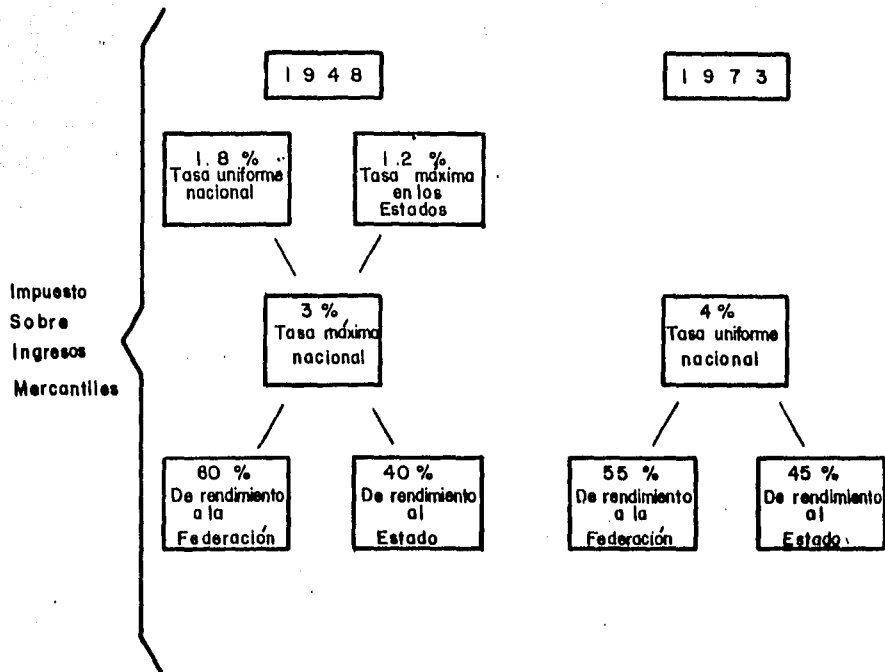 Impuesto
Sobre
Ingresos
Mercantiles
1948
1.8 %
Tasa uniforme
nacional
1.2 %
Tasa máxima
en los
Estados
3 %
Tasa máxima
nacional
60 %
De rendimiento
a la
Federación
40 %
De rendimiento
al
Estado
1973
4 %
Tasa uniforme
nacional
55 %
De rendimiento
a la
Federación
45 %
De rendimiento
al
Estado